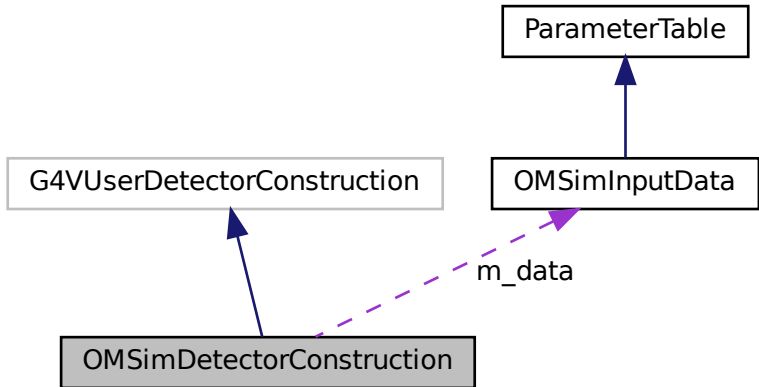 ParameterTable
G4VUserDetectorConstruction
OMSimInputData
m_data
OMSimDetectorConstruction